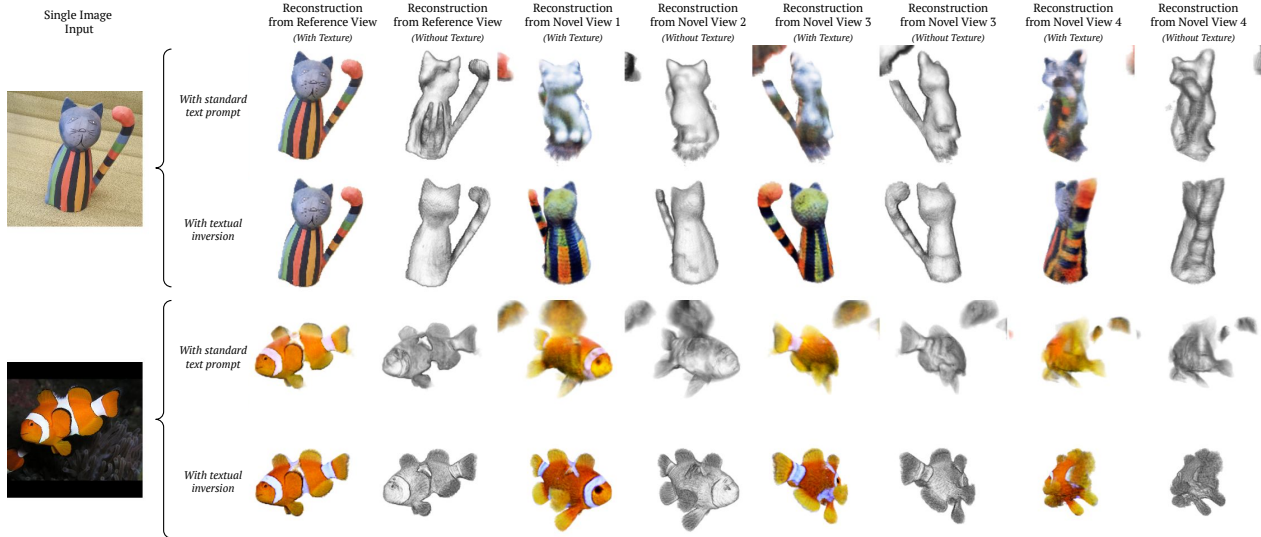 Single Image
Input
Reconstruction
from Reference View
(With Texture)
Reconstruction
from Reference View
(Without Texture)
Reconstruction
from Novel View 1
(With Texture)
Reconstruction
from Novel View 2
(Without Texture)
Reconstruction
from Novel View 3
(With Texture)
Reconstruction
from Novel View 3
(Without Texture)
Reconstruction
from Novel View 4
(With Texture)
Reconstruction
from Novel View 4
(Without Texture)
With standard
text prompt
With textual
inversion
With standard
text prompt
With textual
inversion